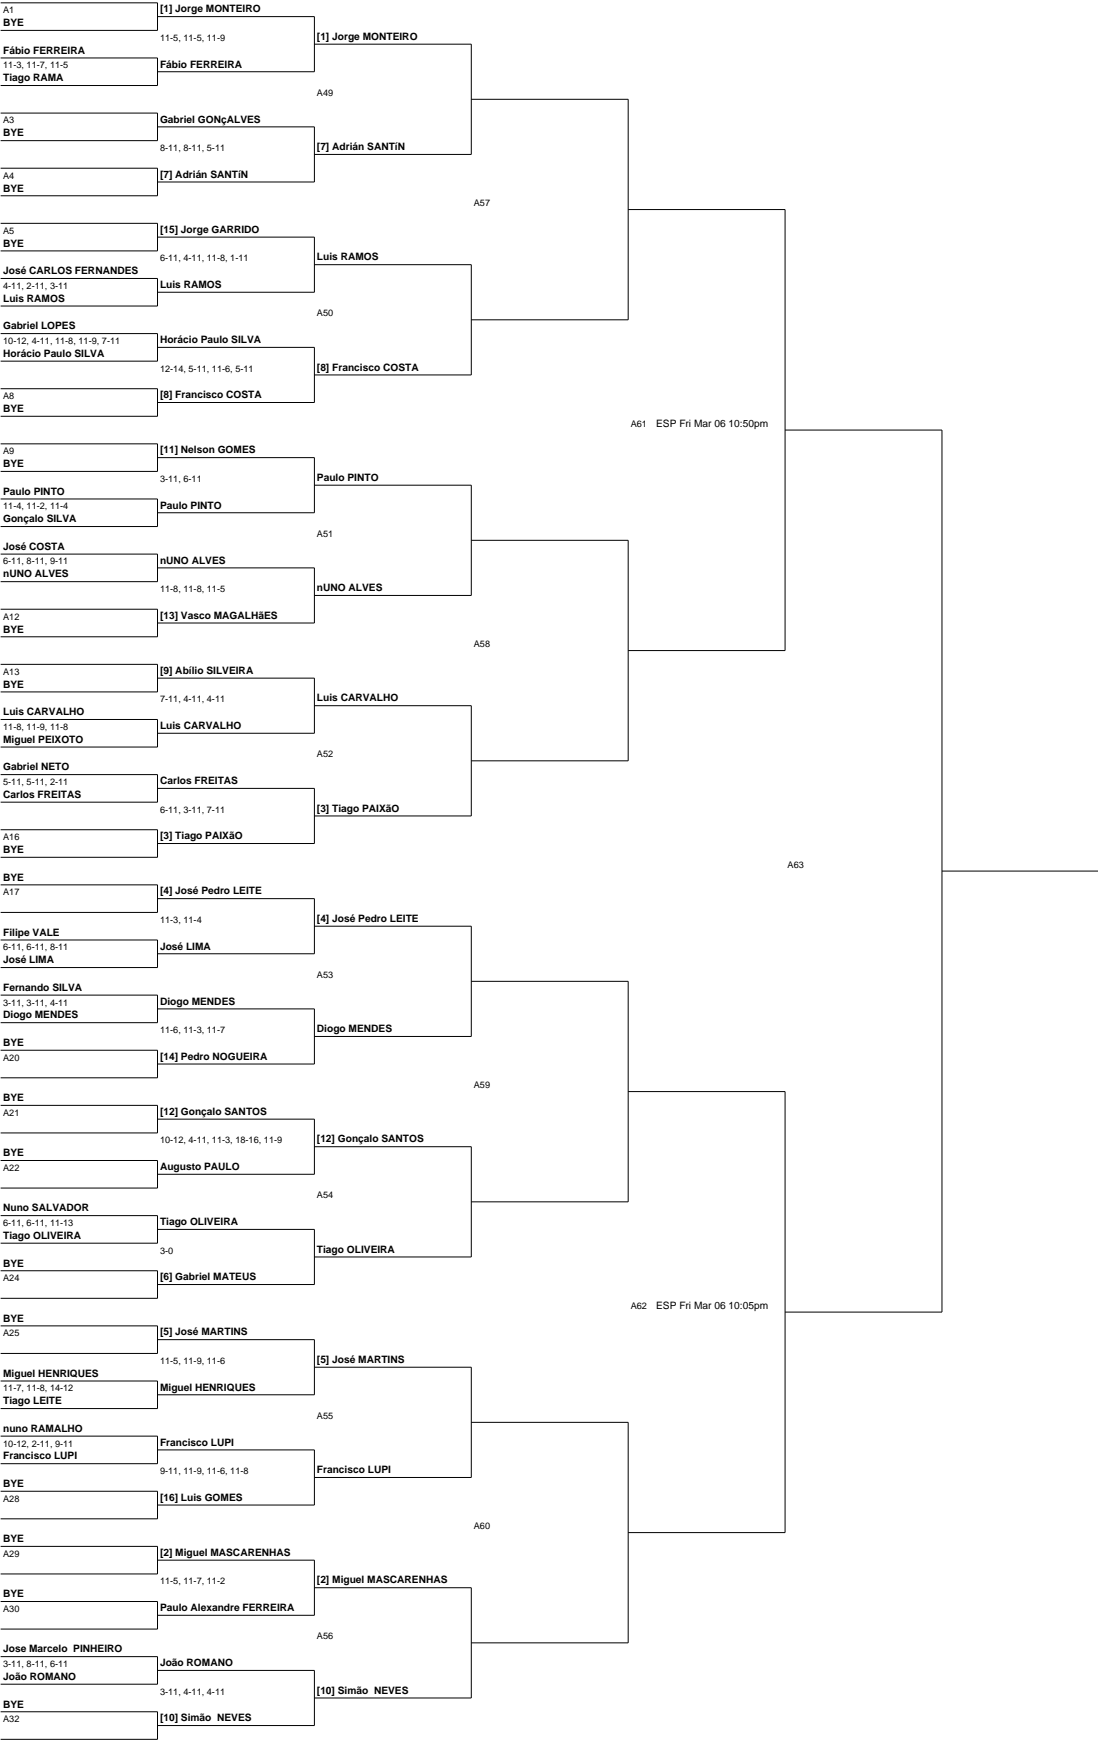 A1
BYE
[1] Jorge MONTEIRO
11-5, 11-5, 11-9
[1] Jorge MONTEIRO
Fábio FERREIRA
11-3, 11-7, 11-5
Tiago RAMA
Fábio FERREIRA
A49
A3
BYE
Gabriel GONçALVES
8-11, 8-11, 5-11
[7] Adrián SANTíN
A4
BYE
[7] Adrián SANTíN
A57
A5
BYE
[15] Jorge GARRIDO
6-11, 4-11, 11-8, 1-11
Luis RAMOS
José CARLOS FERNANDES
4-11, 2-11, 3-11
Luis RAMOS
Luis RAMOS
A50
Gabriel LOPES
10-12, 4-11, 11-8, 11-9, 7-11
Horácio Paulo SILVA
Horácio Paulo SILVA
12-14, 5-11, 11-6, 5-11
[8] Francisco COSTA
A8
BYE
[8] Francisco COSTA
A61 ESP Fri Mar 06 10:50pm
A9
BYE
[11] Nelson GOMES
3-11, 6-11
Paulo PINTO
Paulo PINTO
11-4, 11-2, 11-4
Gonçalo SILVA
Paulo PINTO
A51
José COSTA
6-11, 8-11, 9-11
nUNO ALVES
nUNO ALVES
11-8, 11-8, 11-5
nUNO ALVES
A12
BYE
[13] Vasco MAGALHãES
A58
A13
BYE
[9] Abílio SILVEIRA
7-11, 4-11, 4-11
Luis CARVALHO
Luis CARVALHO
11-8, 11-9, 11-8
Miguel PEIXOTO
Luis CARVALHO
A52
Gabriel NETO
5-11, 5-11, 2-11
Carlos FREITAS
Carlos FREITAS
6-11, 3-11, 7-11
[3] Tiago PAIXãO
A16
BYE
[3] Tiago PAIXãO
A63
BYE
A17
[4] José Pedro LEITE
11-3, 11-4
[4] José Pedro LEITE
Filipe VALE
6-11, 6-11, 8-11
José LIMA
José LIMA
A53
Fernando SILVA
3-11, 3-11, 4-11
Diogo MENDES
Diogo MENDES
11-6, 11-3, 11-7
Diogo MENDES
BYE
A20
[14] Pedro NOGUEIRA
A59
BYE
A21
[12] Gonçalo SANTOS
10-12, 4-11, 11-3, 18-16, 11-9
[12] Gonçalo SANTOS
BYE
A22
Augusto PAULO
A54
Nuno SALVADOR
6-11, 6-11, 11-13
Tiago OLIVEIRA
Tiago OLIVEIRA
3-0
Tiago OLIVEIRA
BYE
A24
[6] Gabriel MATEUS
A62 ESP Fri Mar 06 10:05pm
BYE
A25
[5] José MARTINS
11-5, 11-9, 11-6
[5] José MARTINS
Miguel HENRIQUES
11-7, 11-8, 14-12
Tiago LEITE
Miguel HENRIQUES
A55
nuno RAMALHO
10-12, 2-11, 9-11
Francisco LUPI
Francisco LUPI
9-11, 11-9, 11-6, 11-8
Francisco LUPI
BYE
A28
[16] Luis GOMES
A60
BYE
A29
[2] Miguel MASCARENHAS
11-5, 11-7, 11-2
[2] Miguel MASCARENHAS
BYE
A30
Paulo Alexandre FERREIRA
A56
Jose Marcelo PINHEIRO
3-11, 8-11, 6-11
João ROMANO
João ROMANO
3-11, 4-11, 4-11
[10] Simão NEVES
BYE
A32
[10] Simão NEVES